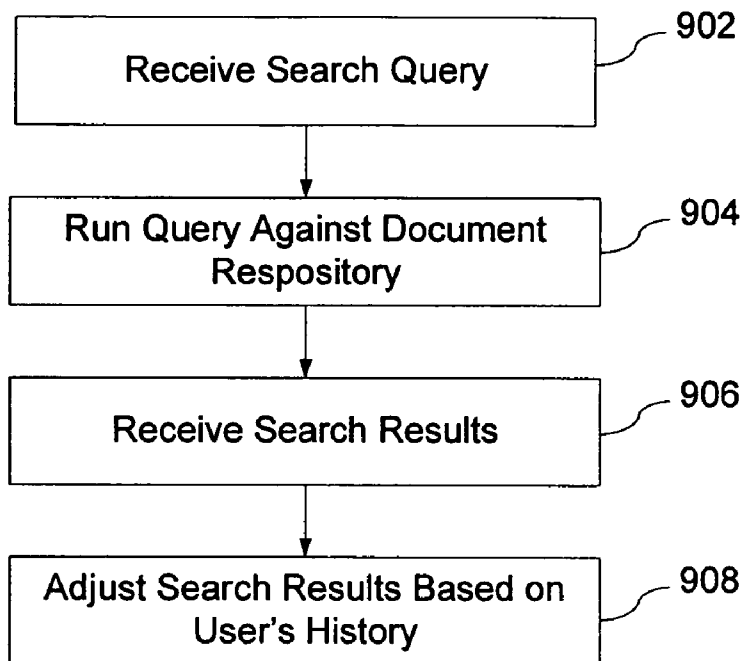 Receive Search Query
902
Run Query Against Document
Respository
904
Receive Search Results
906
Adjust Search Results Based on
User's History
908